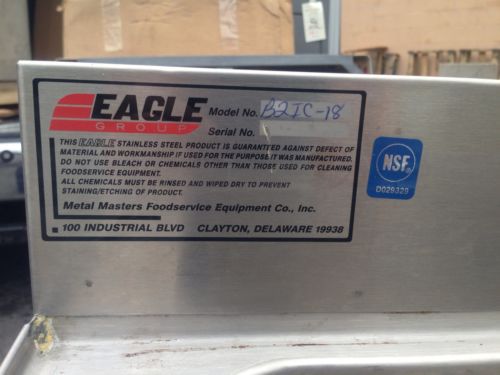 EAGLE
GROUP
Model No. B2IC-18
Serial No.
THIS EAGLE STAINLESS STEEL PRODUCT IS GUARANTEED AGAINST DEFECT OF
MATERIAL AND WORKMANSHIP IF USED FOR THE PURPOSE IT WAS MANUFACTURED.
DO NOT USE BLEACH OR CHEMICALS OTHER THAN THOSE USED FOR CLEANING
FOODSERVICE EQUIPMENT.
ALL CHEMICALS MUST BE RINSED AND WIPED DRY TO PREVENT
STAINING/ETCHING OF PRODUCT.
Metal Masters Foodservice Equipment Co., Inc.
100 INDUSTRIAL BLVD CLAYTON, DELAWARE 19938
NSF®
D029329